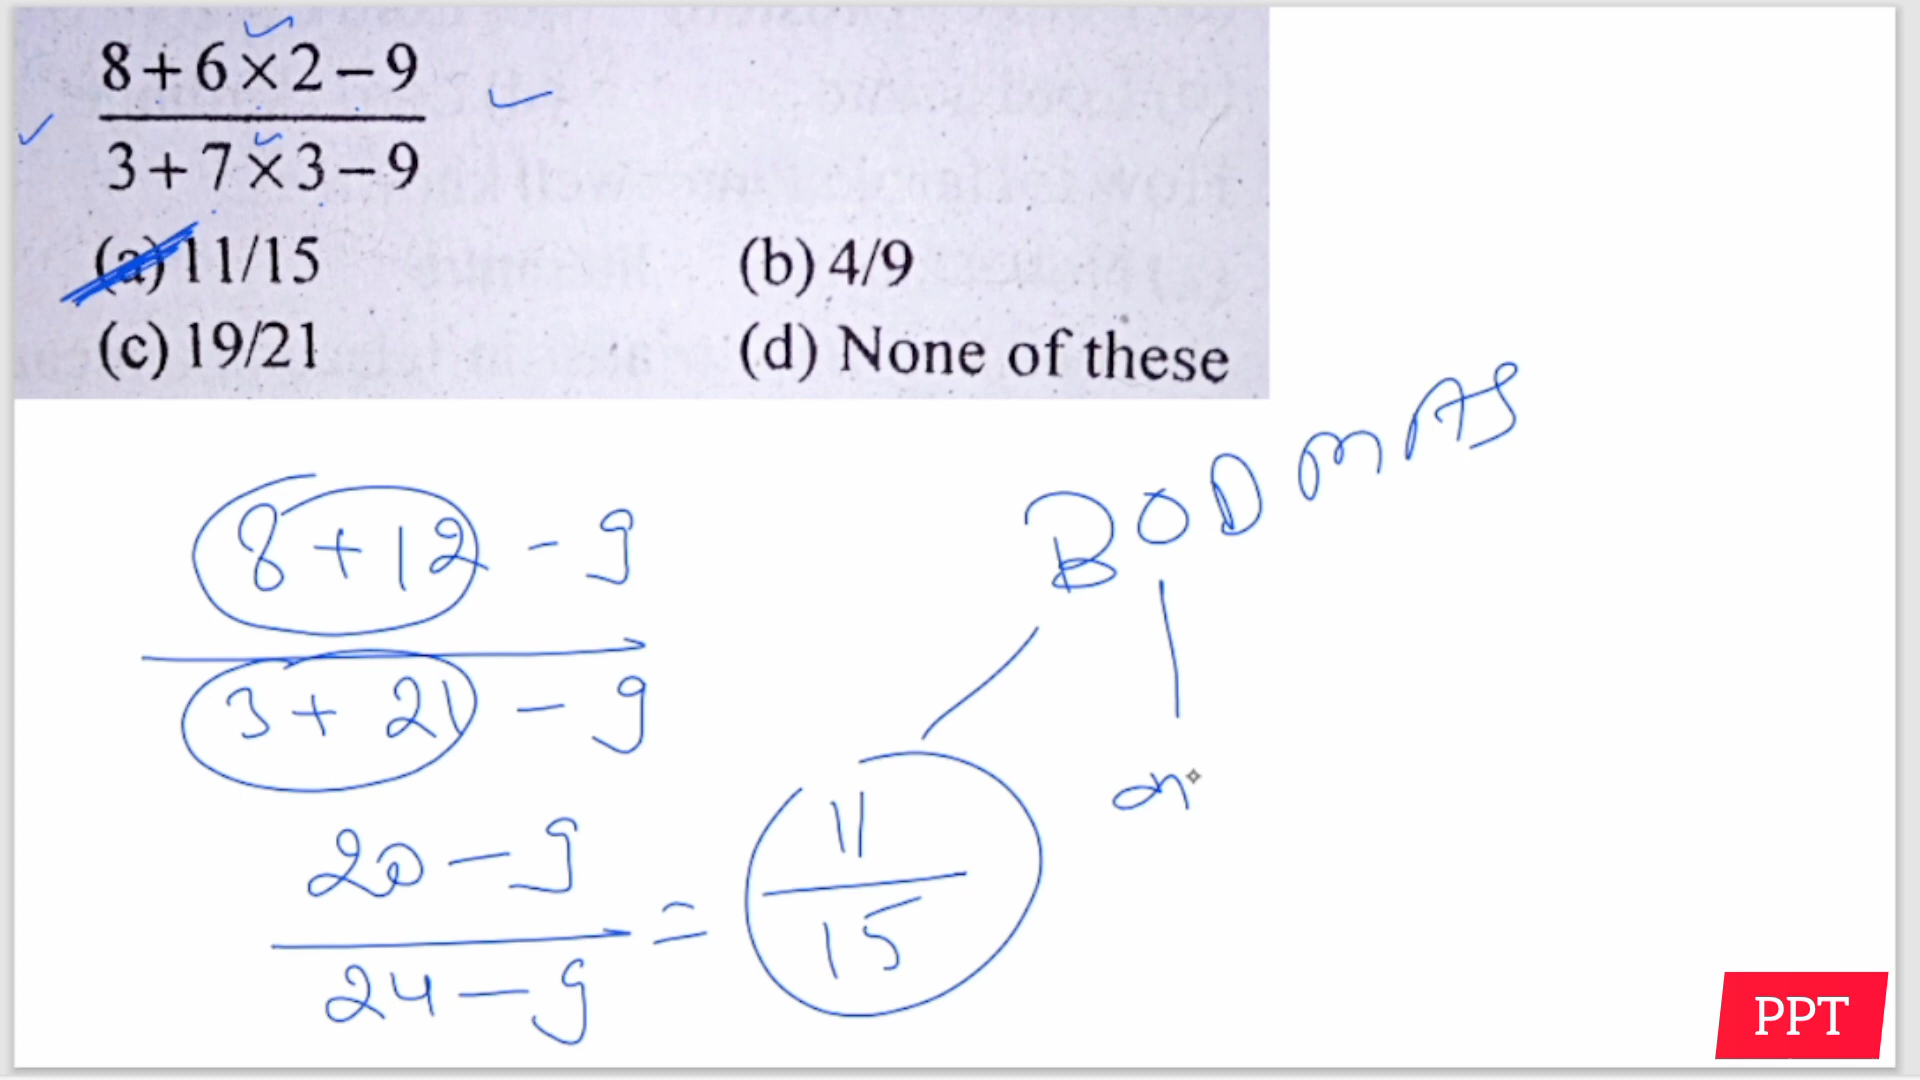 8+6×2−9
3+7×3−9
(a) 11/15 (b) 4/9
(c) 19/21 (d) None of these
BODMAS
8+12 - 9
3+21 - 9
20 - 9
24 - 9
=
11
15
PPT